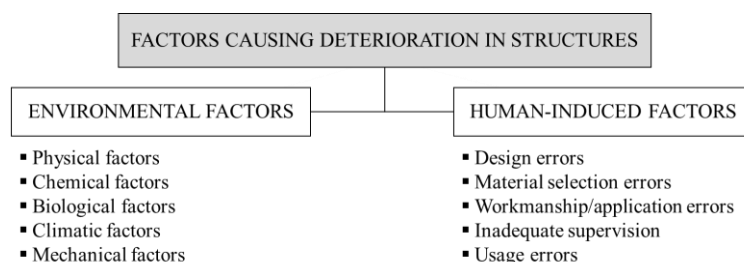 FACTORS CAUSING DETERIORATION IN STRUCTURES
ENVIRONMENTAL FACTORS
▪ Physical factors
▪ Chemical factors
▪ Biological factors
▪ Climatic factors
▪ Mechanical factors
HUMAN-INDUCED FACTORS
▪ Design errors
▪ Material selection errors
▪ Workmanship/application errors
▪ Inadequate supervision
▪ Usage errors